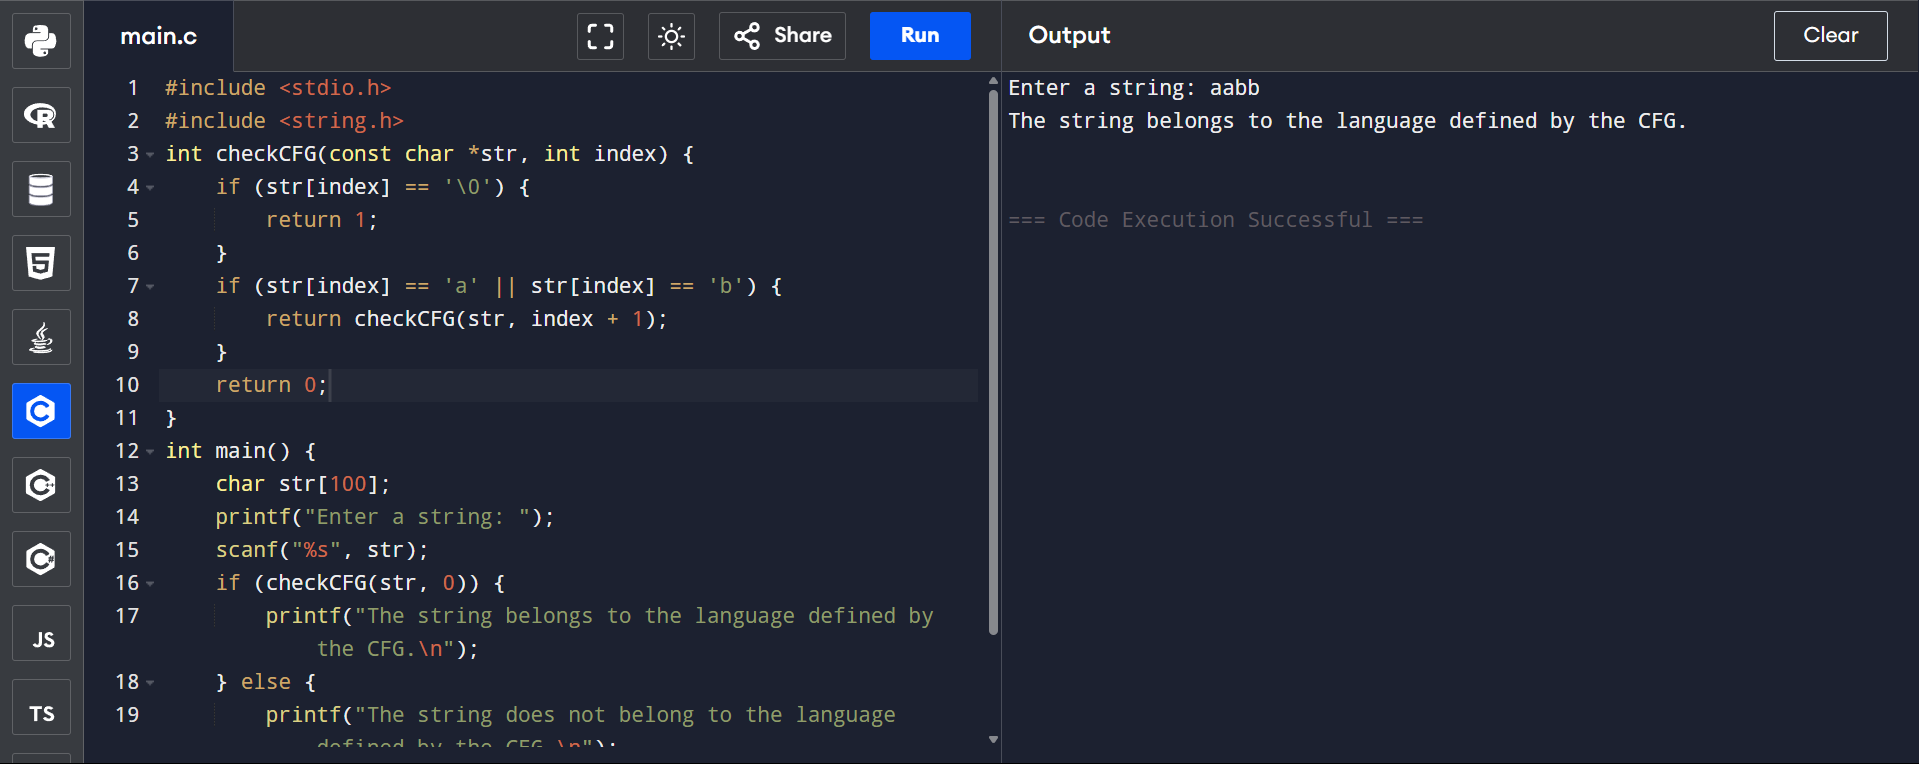 main.c
Share
Run
Output
Clear
1 #include <stdio.h>
2 #include <string.h>
3 int checkCFG(const char *str, int index) {
4     if (str[index] == '\0') {
5         return 1;
6     }
7     if (str[index] == 'a' || str[index] == 'b') {
8         return checkCFG(str, index + 1);
9     }
10     return 0;
11 }
12 int main() {
13     char str[100];
14     printf("Enter a string: ");
15     scanf("%s", str);
16     if (checkCFG(str, 0)) {
17         printf("The string belongs to the language defined by
            the CFG.\n");
18     } else {
19         printf("The string does not belong to the language
            defined by the CFG.\n");
Enter a string: aabb
The string belongs to the language defined by the CFG.
=== Code Execution Successful ===
R
5
C
C++
C#
JS
TS